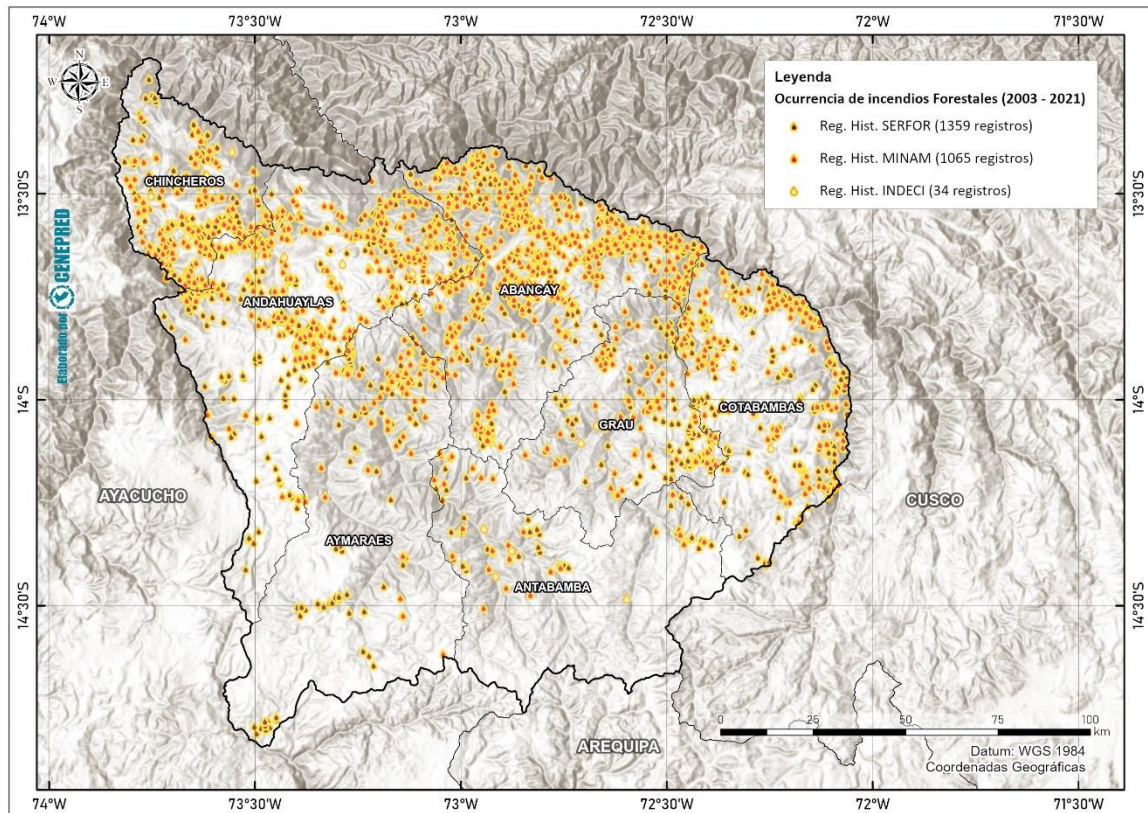 74°W 73°30'W 73°W 72°30'W 72°W 71°30'W
N
W E
S
Leyenda
Ocurrencia de incendios Forestales (2003 - 2021)
Reg. Hist. SERFOR (1359 registros)
Reg. Hist. MINAM (1065 registros)
Reg. Hist. INDECI (34 registros)
13°30'S 13°30'S
CHINCHEROS
Elaborado por CENEPRED
ANDAHUAYLAS
ABANCAY
14°S 14°S
COTABAMBAS
GRAU
AYACUCHO
CUSCO
AYMARAES
ANTABAMBA
14°30'S 14°30'S
0 25 50 75 100
km
AREQUIPA
Datum: WGS 1984
Coordenadas Geográficas
74°W 73°30'W 73°W 72°30'W 72°W 71°30'W